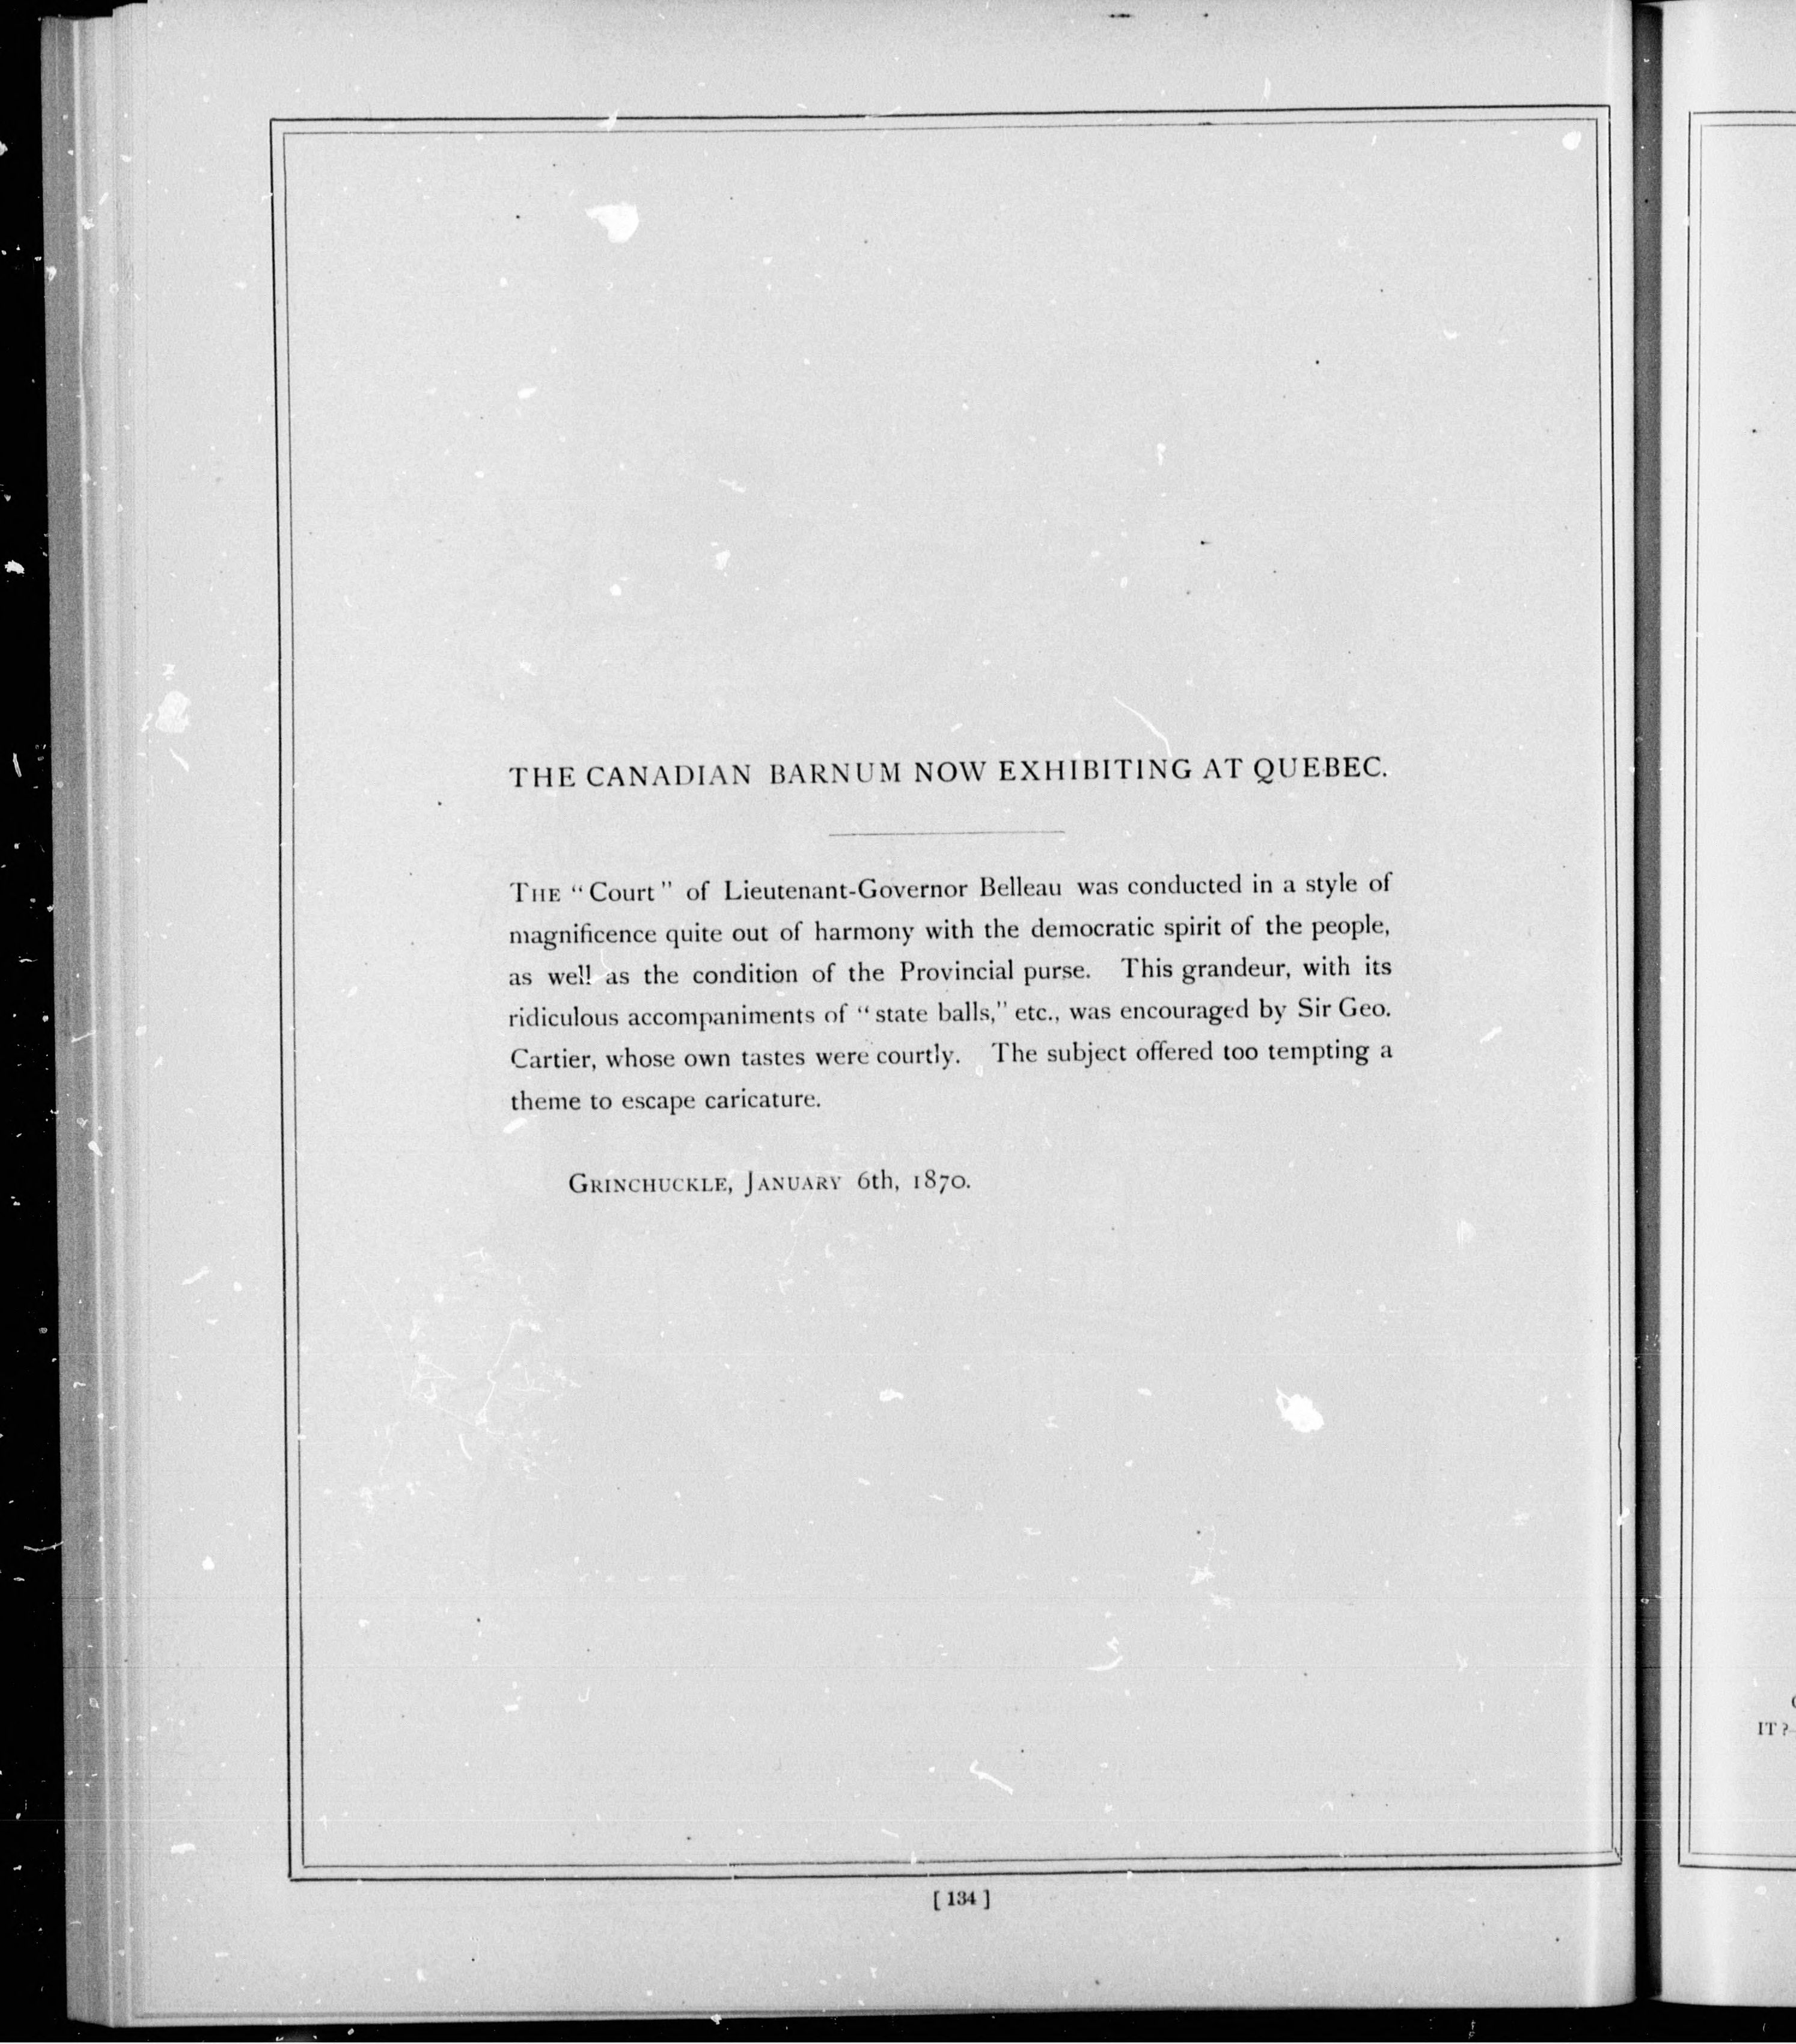 THE CANADIAN BARNUM NOW EXHIBITING AT QUEBEC.
THE “Court” of Lieutenant-Governor Belleau was conducted in a style of
magnificence quite out of harmony with the democratic spirit of the people,
as well as the condition of the Provincial purse. This grandeur, with its
ridiculous accompaniments of “state balls,” etc., was encouraged by Sir Geo.
Cartier, whose own tastes were courtly. The subject offered too tempting a
theme to escape caricature.
GRINCHUCKLE, JANUARY 6th, 1870.
[ 134 ]
IT?